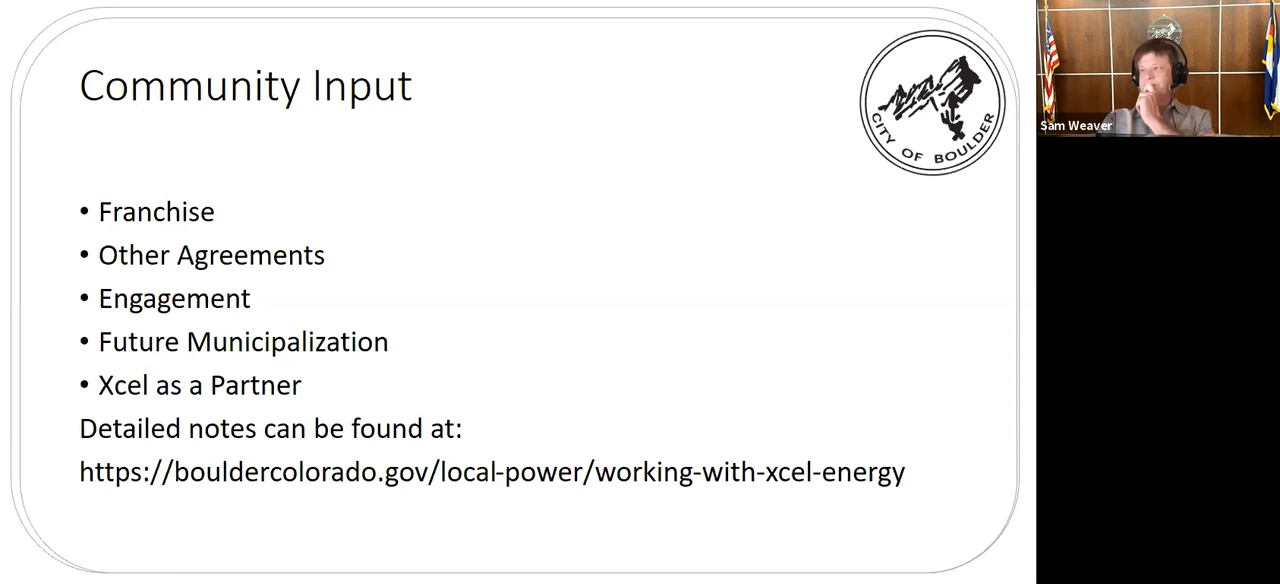 Community Input
CITY OF BOULDER
• Franchise
• Other Agreements
• Engagement
• Future Municipalization
• Xcel as a Partner
Detailed notes can be found at:
https://bouldercolorado.gov/local-power/working-with-xcel-energy
Sam Weaver